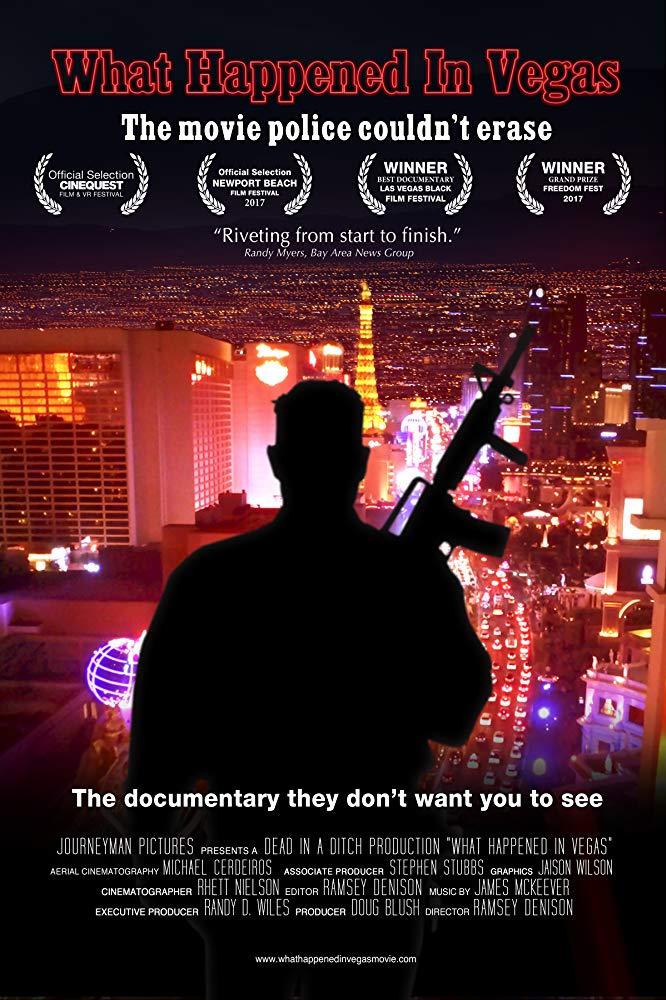 What Happened In Vegas
The movie police couldn't erase
Official Selection
CINEQUEST
FILM & VR FESTIVAL
Official Selection
NEWPORT BEACH
FILM FESTIVAL
2017
WINNER
BEST DOCUMENTARY
LAS VEGAS BLACK
FILM FESTIVAL
WINNER
GRAND PRIZE
FREEDOM FEST
2017
"Riveting from start to finish."
Randy Myers, Bay Area News Group
The documentary they don't want you to see
JOURNEYMAN PICTURES PRESENTS A DEAD IN A DITCH PRODUCTION "WHAT HAPPENED IN VEGAS"
AERIAL CINEMATOGRAPHY MICHAEL CERDEIROS ASSOCIATE PRODUCER STEPHEN STUBBS GRAPHICS JAISON WILSON
CINEMATOGRAPHER RHETT NIELSON EDITOR RAMSEY DENISON MUSIC BY JAMES MCKEEVER
EXECUTIVE PRODUCER RANDY D. WILES PRODUCER DOUG BLUSH DIRECTOR RAMSEY DENISON
www.whathappenedinvegasmovie.com